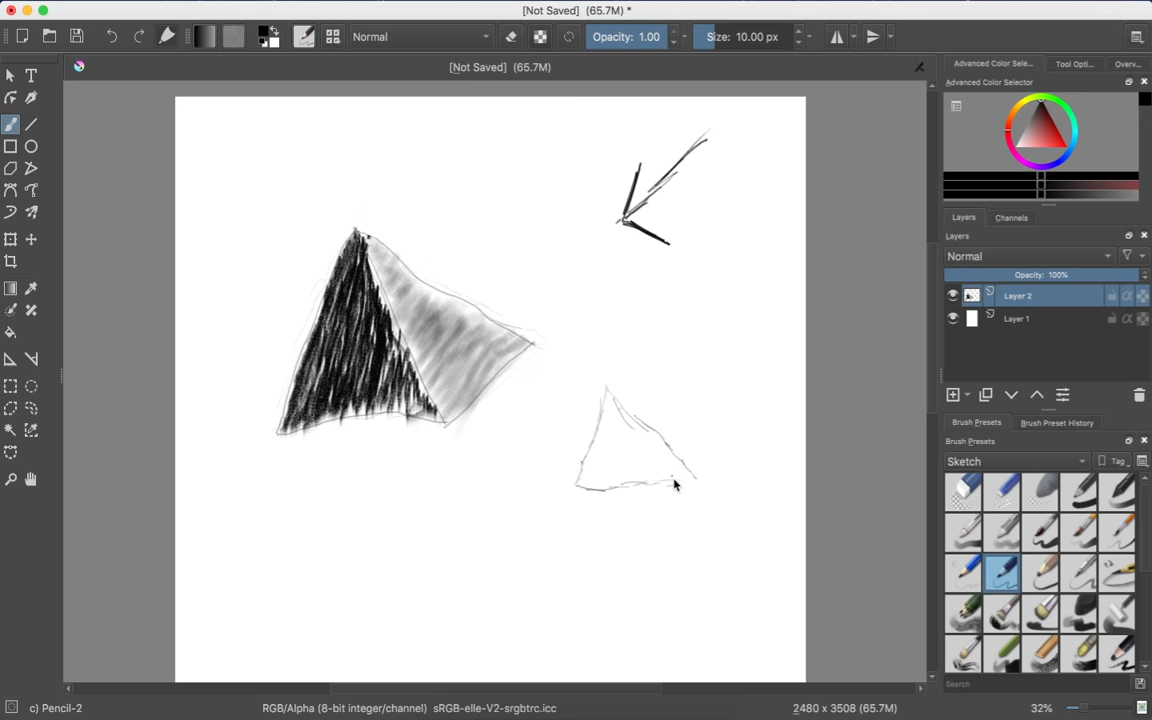 [Not Saved] (65.7M) *
Normal
Opacity: 1.00
Size: 10.00 px
[Not Saved] (65.7M)
Advanced Color Sele...
Tool Opti...
Overv...
Advanced Color Selector
Layers
Channels
Layers
Normal
Opacity: 100%
Layer 2
Layer 1
Brush Presets
Brush Preset History
Brush Presets
Sketch
Tag
Search
c) Pencil-2
RGB/Alpha (8-bit integer/channel) sRGB-elle-V2-srgbtrc.icc
2480 x 3508 (65.7M)
32%